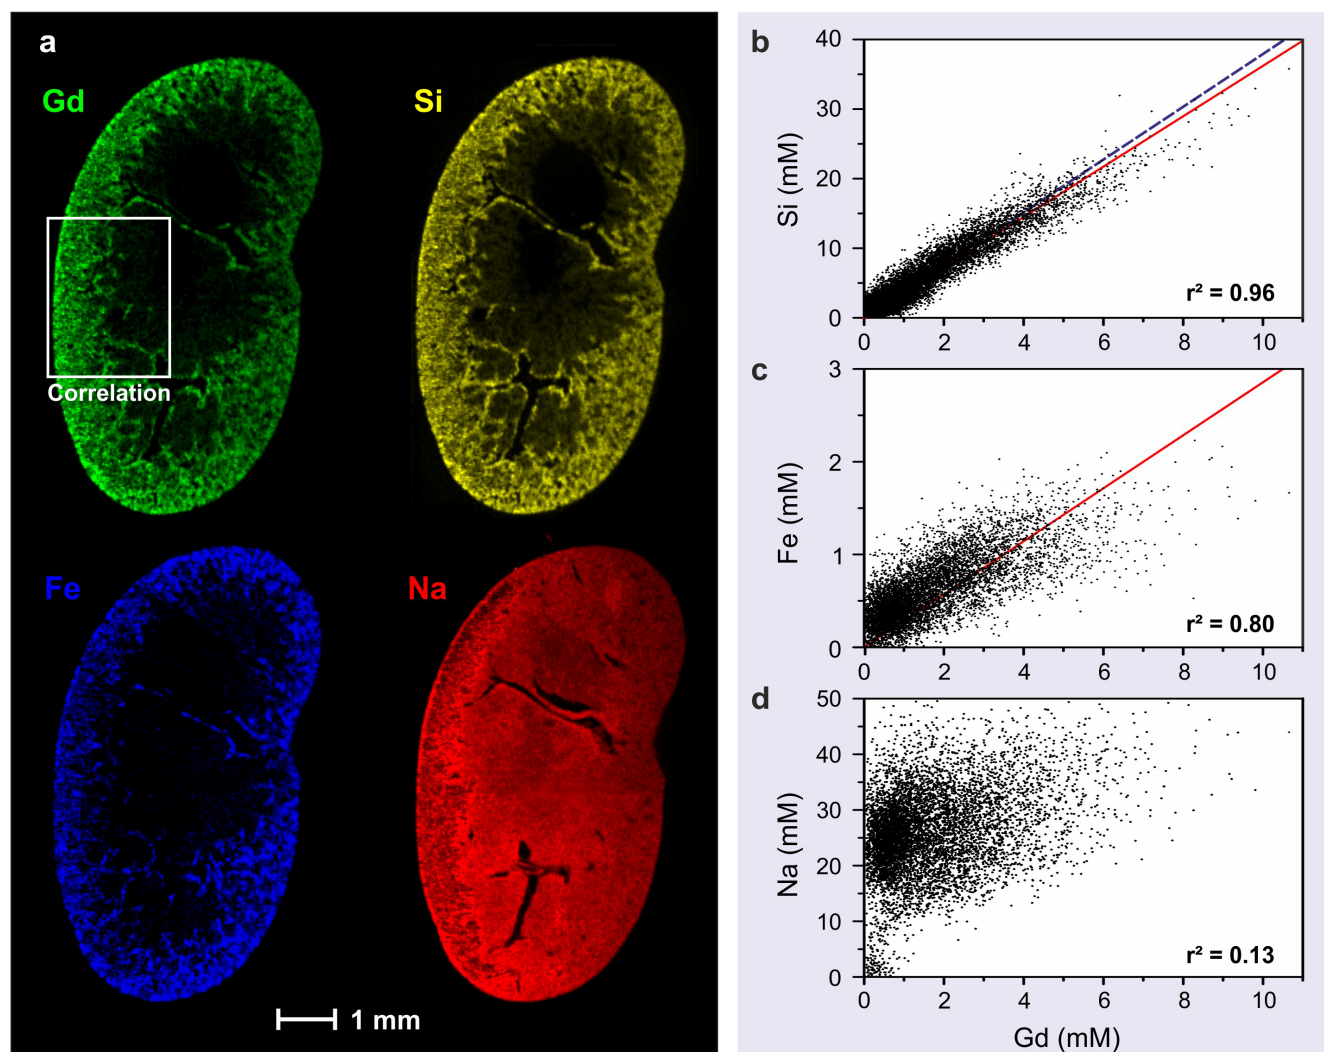 a
Gd
Si
Correlation
Fe
Na
1 mm
b
Si (mM)
40
30
20
10
0
0 2 4 6 8 10
r² = 0.96
c
Fe (mM)
3
2
1
0
0 2 4 6 8 10
r² = 0.80
d
Na (mM)
50
40
30
20
10
0
0 2 4 6 8 10
r² = 0.13
Gd (mM)